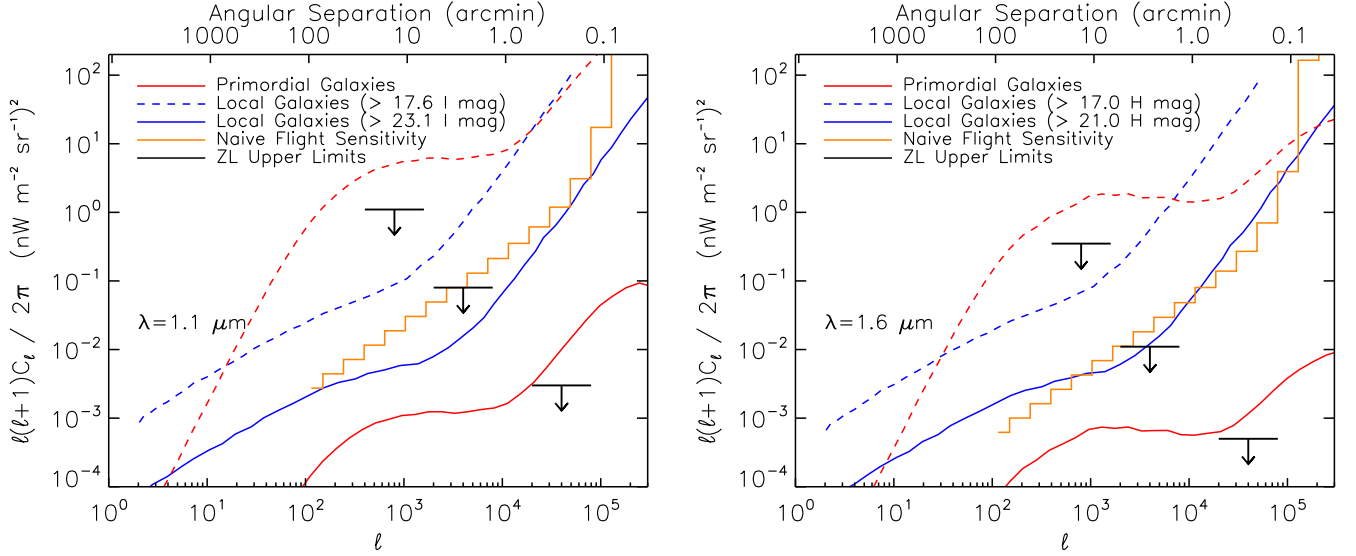 Angular Separation (arcmin)
1000 100 10 1.0 0.1
10² 10¹ 10⁰ 10⁻¹ 10⁻² 10⁻³ 10⁻⁴
ℓ(ℓ+1)Cℓ / 2π (nW m⁻² sr⁻¹)²
Primordial Galaxies
Local Galaxies (> 17.6 I mag)
Local Galaxies (> 23.1 I mag)
Naive Flight Sensitivity
ZL Upper Limits
λ=1.1 μm
10⁰ 10¹ 10² 10³ 10⁴ 10⁵
ℓ
Angular Separation (arcmin)
1000 100 10 1.0 0.1
10² 10¹ 10⁰ 10⁻¹ 10⁻² 10⁻³ 10⁻⁴
ℓ(ℓ+1)Cℓ / 2π (nW m⁻² sr⁻¹)²
Primordial Galaxies
Local Galaxies (> 17.0 H mag)
Local Galaxies (> 21.0 H mag)
Naive Flight Sensitivity
ZL Upper Limits
λ=1.6 μm
10⁰ 10¹ 10² 10³ 10⁴ 10⁵
ℓ